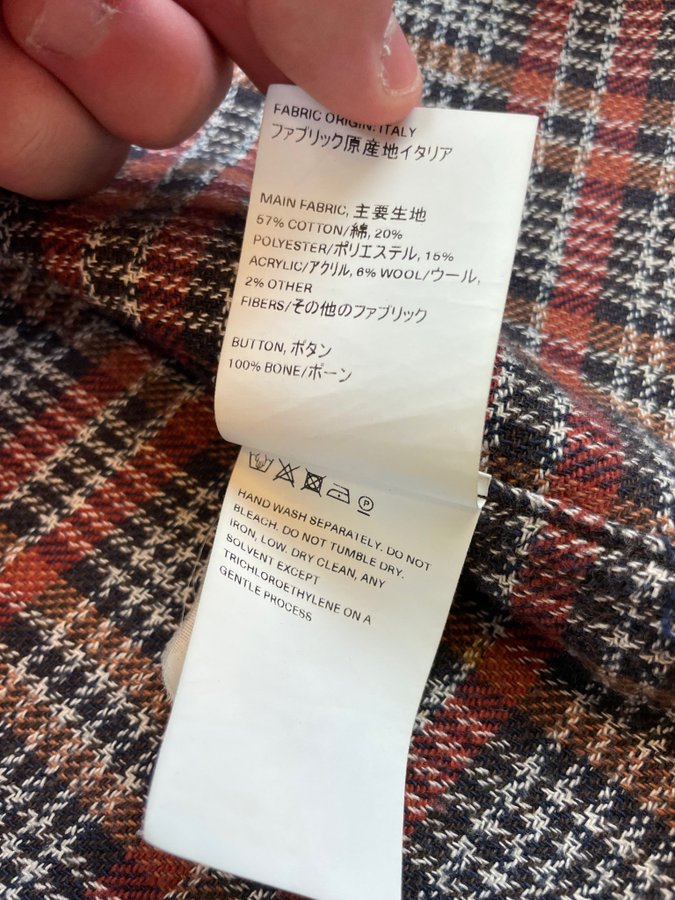 FABRIC ORIGIN: ITALY
ファブリック原産地イタリア
MAIN FABRIC, 主要生地
57% COTTON/綿, 20%
POLYESTER/ポリエステル, 15%
ACRYLIC/アクリル, 6% WOOL/ウール,
2% OTHER
FIBERS/その他のファブリック
BUTTON, ボタン
100% BONE/ボーン
P
HAND WASH SEPARATELY. DO NOT
BLEACH. DO NOT TUMBLE DRY.
IRON, LOW. DRY CLEAN, ANY
SOLVENT EXCEPT
TRICHLOROETHYLENE ON A
GENTLE PROCESS